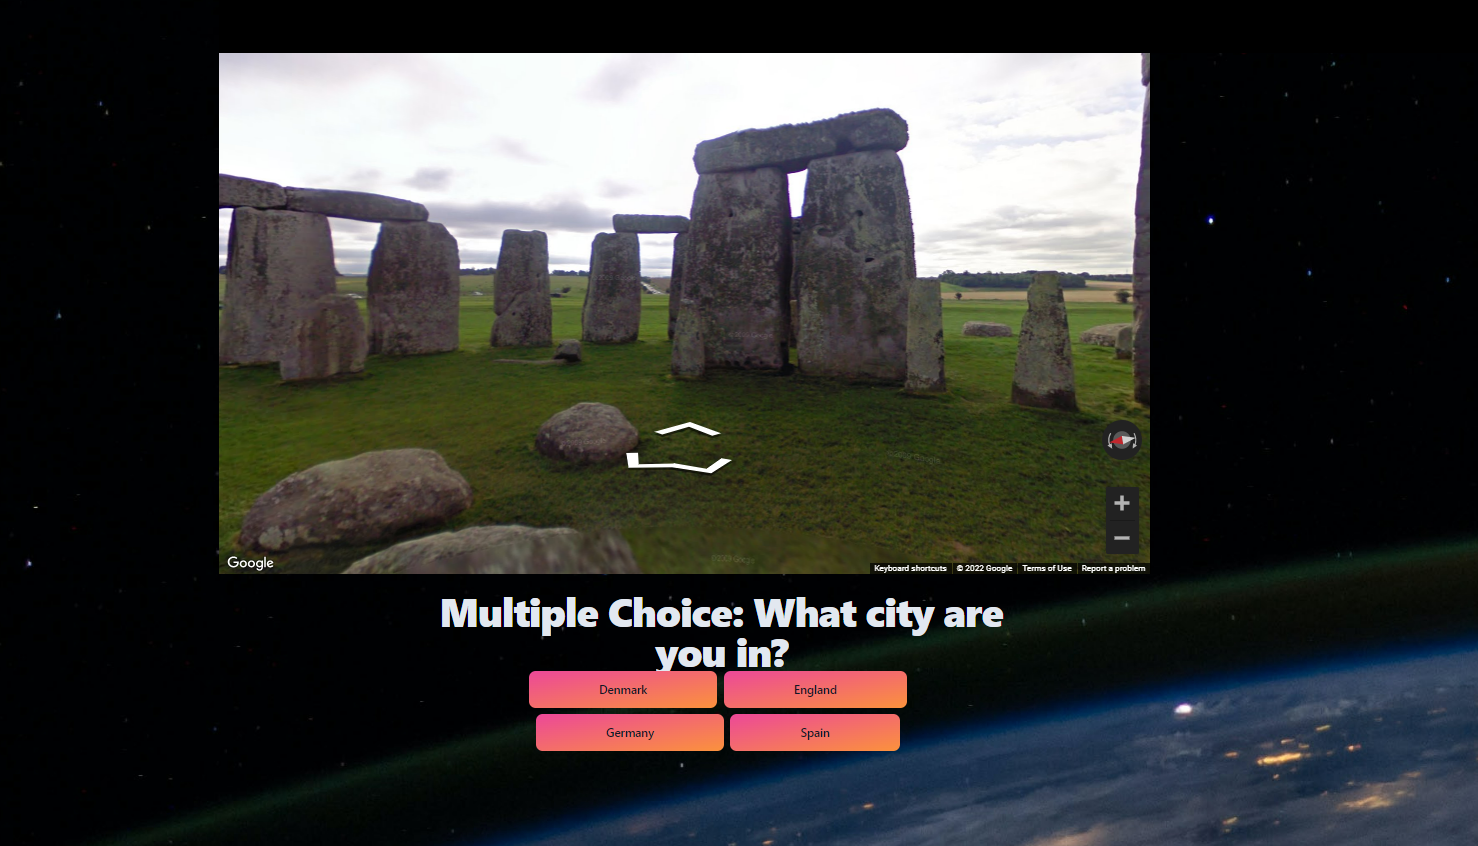 Google
Keyboard shortcuts © 2022 Google Terms of Use Report a problem
Multiple Choice: What city are
you in?
Denmark England
Germany Spain